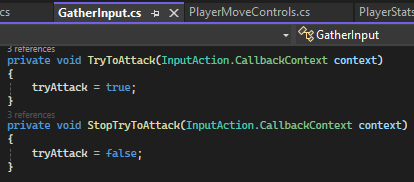 cs
GatherInput.cs
PlayerMoveControls.cs
PlayerStats
GatherInput
3 references
private void TryToAttack(InputAction.CallbackContext context)
{
tryAttack = true;
}
3 references
private void StopTryToAttack(InputAction.CallbackContext context)
{
tryAttack = false;
}